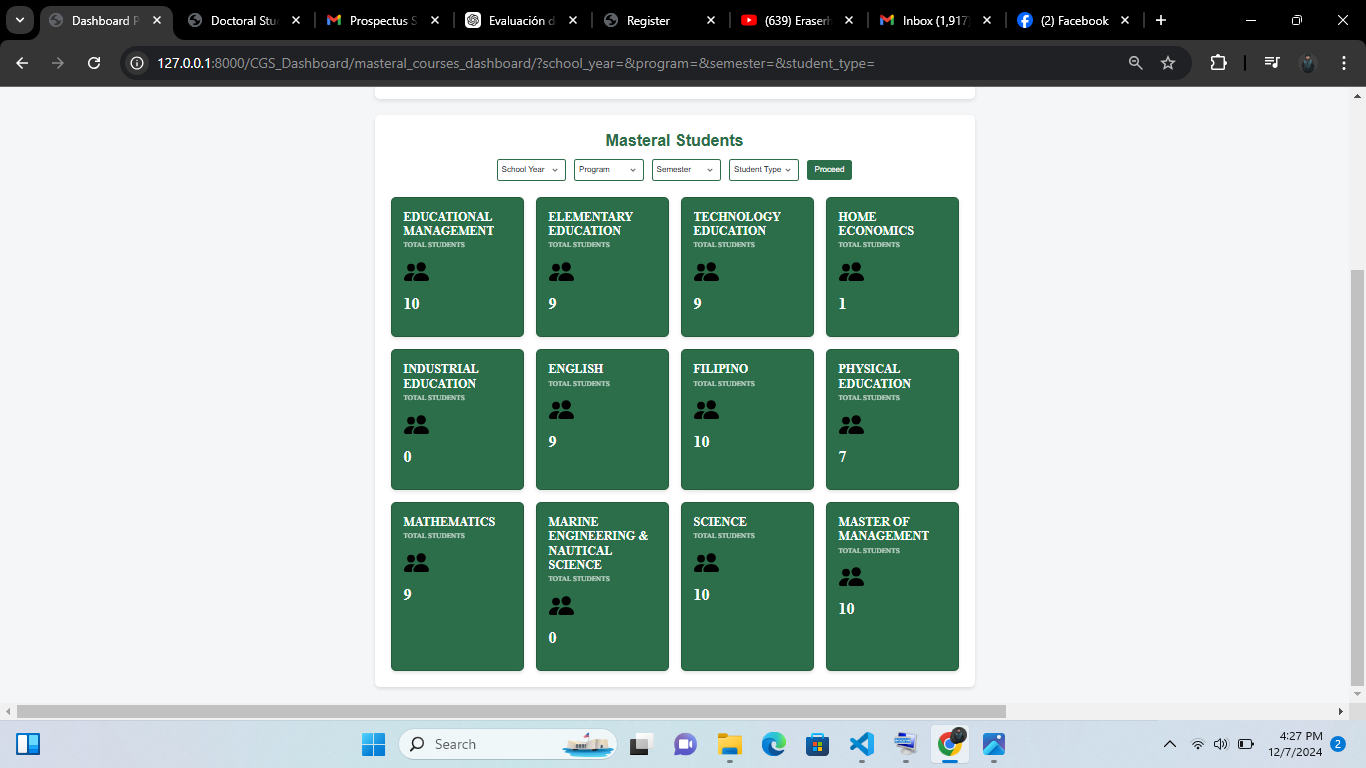 Dashboard P
Doctoral Stu
Prospectus S
Evaluación d
Register
(639) Eraserh
Inbox (1,917)
(2) Facebook
127.0.0.1:8000/CGS_Dashboard/masteral_courses_dashboard/?school_year=&program=&semester=&student_type=
Masteral Students
School Year
Program
Semester
Student Type
Proceed
EDUCATIONAL
MANAGEMENT
TOTAL STUDENTS
10
ELEMENTARY
EDUCATION
TOTAL STUDENTS
9
TECHNOLOGY
EDUCATION
TOTAL STUDENTS
9
HOME
ECONOMICS
TOTAL STUDENTS
1
INDUSTRIAL
EDUCATION
TOTAL STUDENTS
0
ENGLISH
TOTAL STUDENTS
9
FILIPINO
TOTAL STUDENTS
10
PHYSICAL
EDUCATION
TOTAL STUDENTS
7
MATHEMATICS
TOTAL STUDENTS
9
MARINE
ENGINEERING &
NAUTICAL
SCIENCE
TOTAL STUDENTS
0
SCIENCE
TOTAL STUDENTS
10
MASTER OF
MANAGEMENT
TOTAL STUDENTS
10
Search
4:27 PM
12/7/2024
2